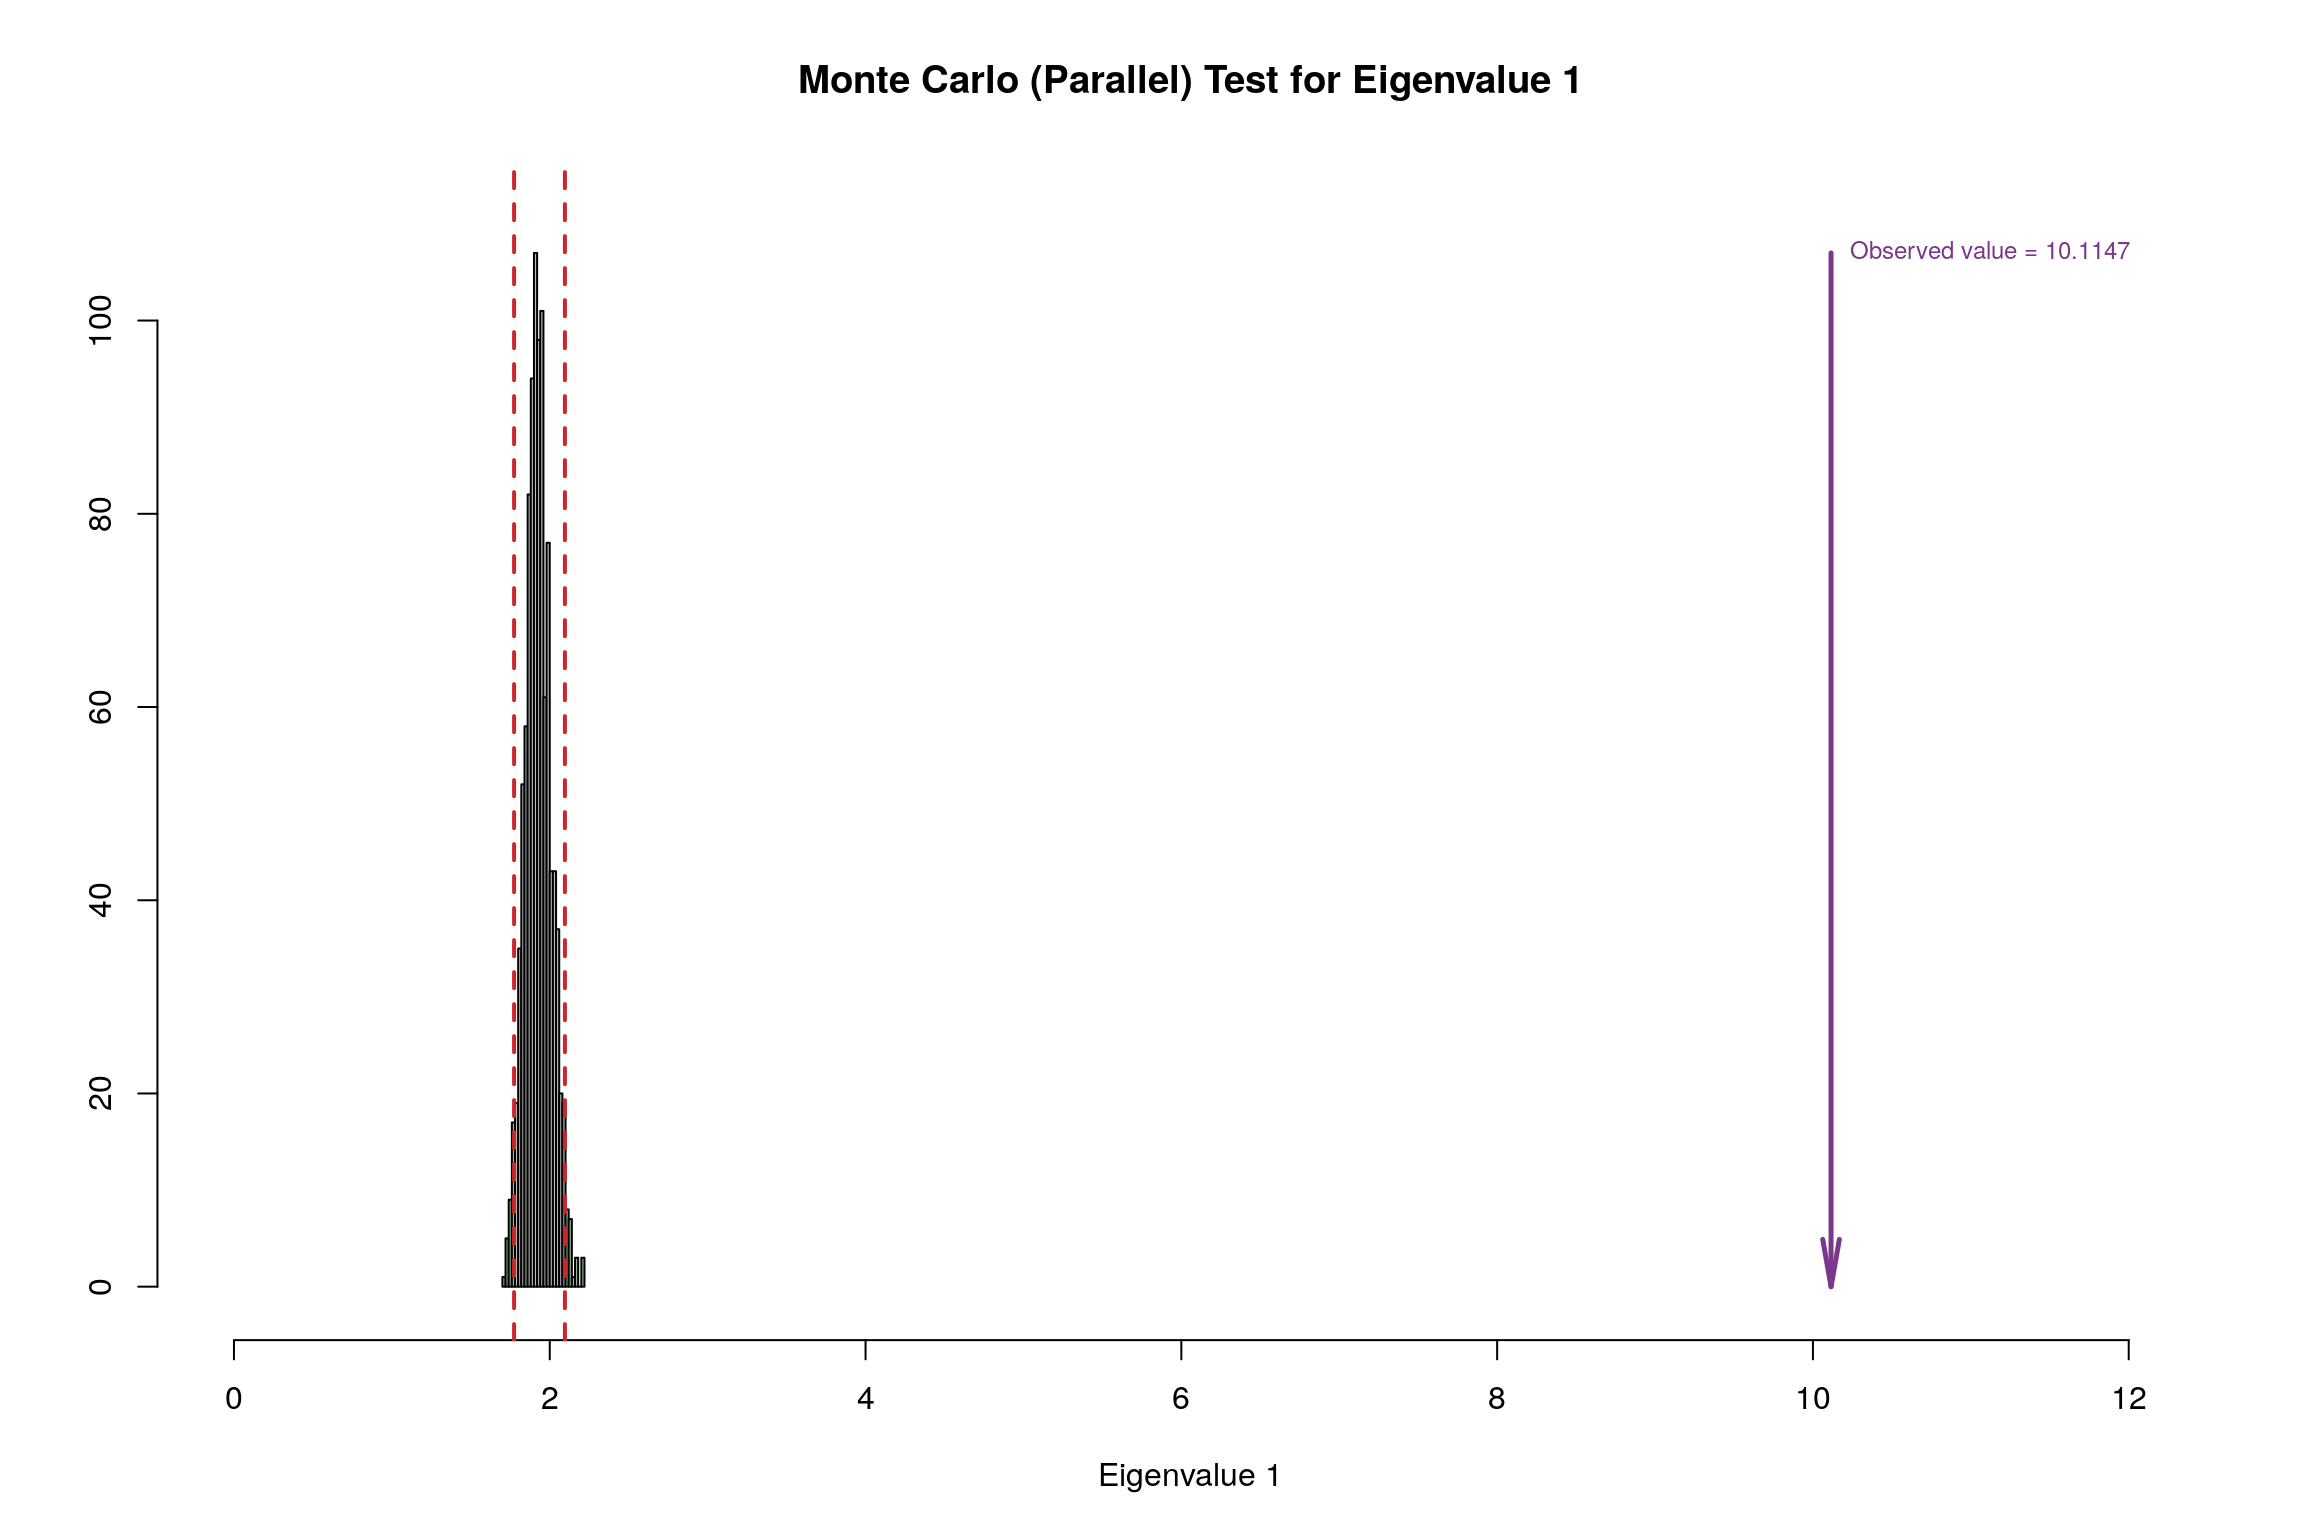 Monte Carlo (Parallel) Test for Eigenvalue 1
Observed value = 10.1147
100
80
60
40
20
0
0 2 4 6 8 10 12
Eigenvalue 1